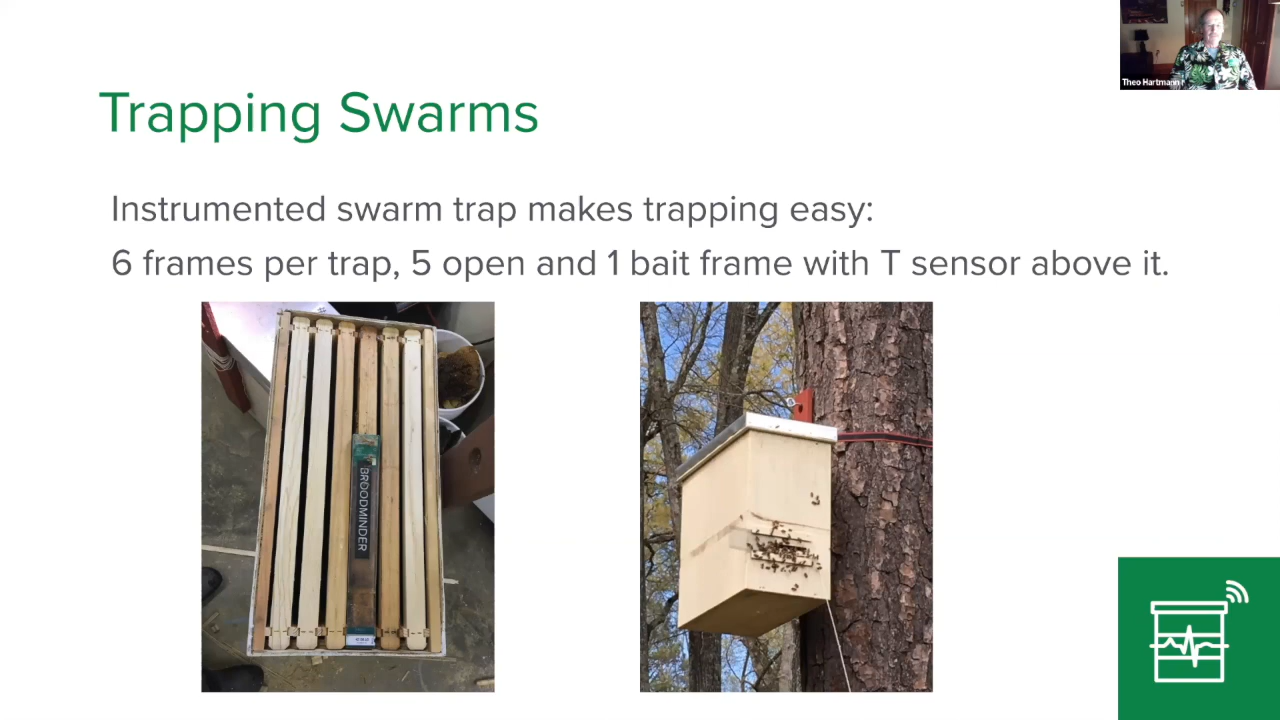 Theo Hartmann
Trapping Swarms
Instrumented swarm trap makes trapping easy:
6 frames per trap, 5 open and 1 bait frame with T sensor above it.
BROODMINDER